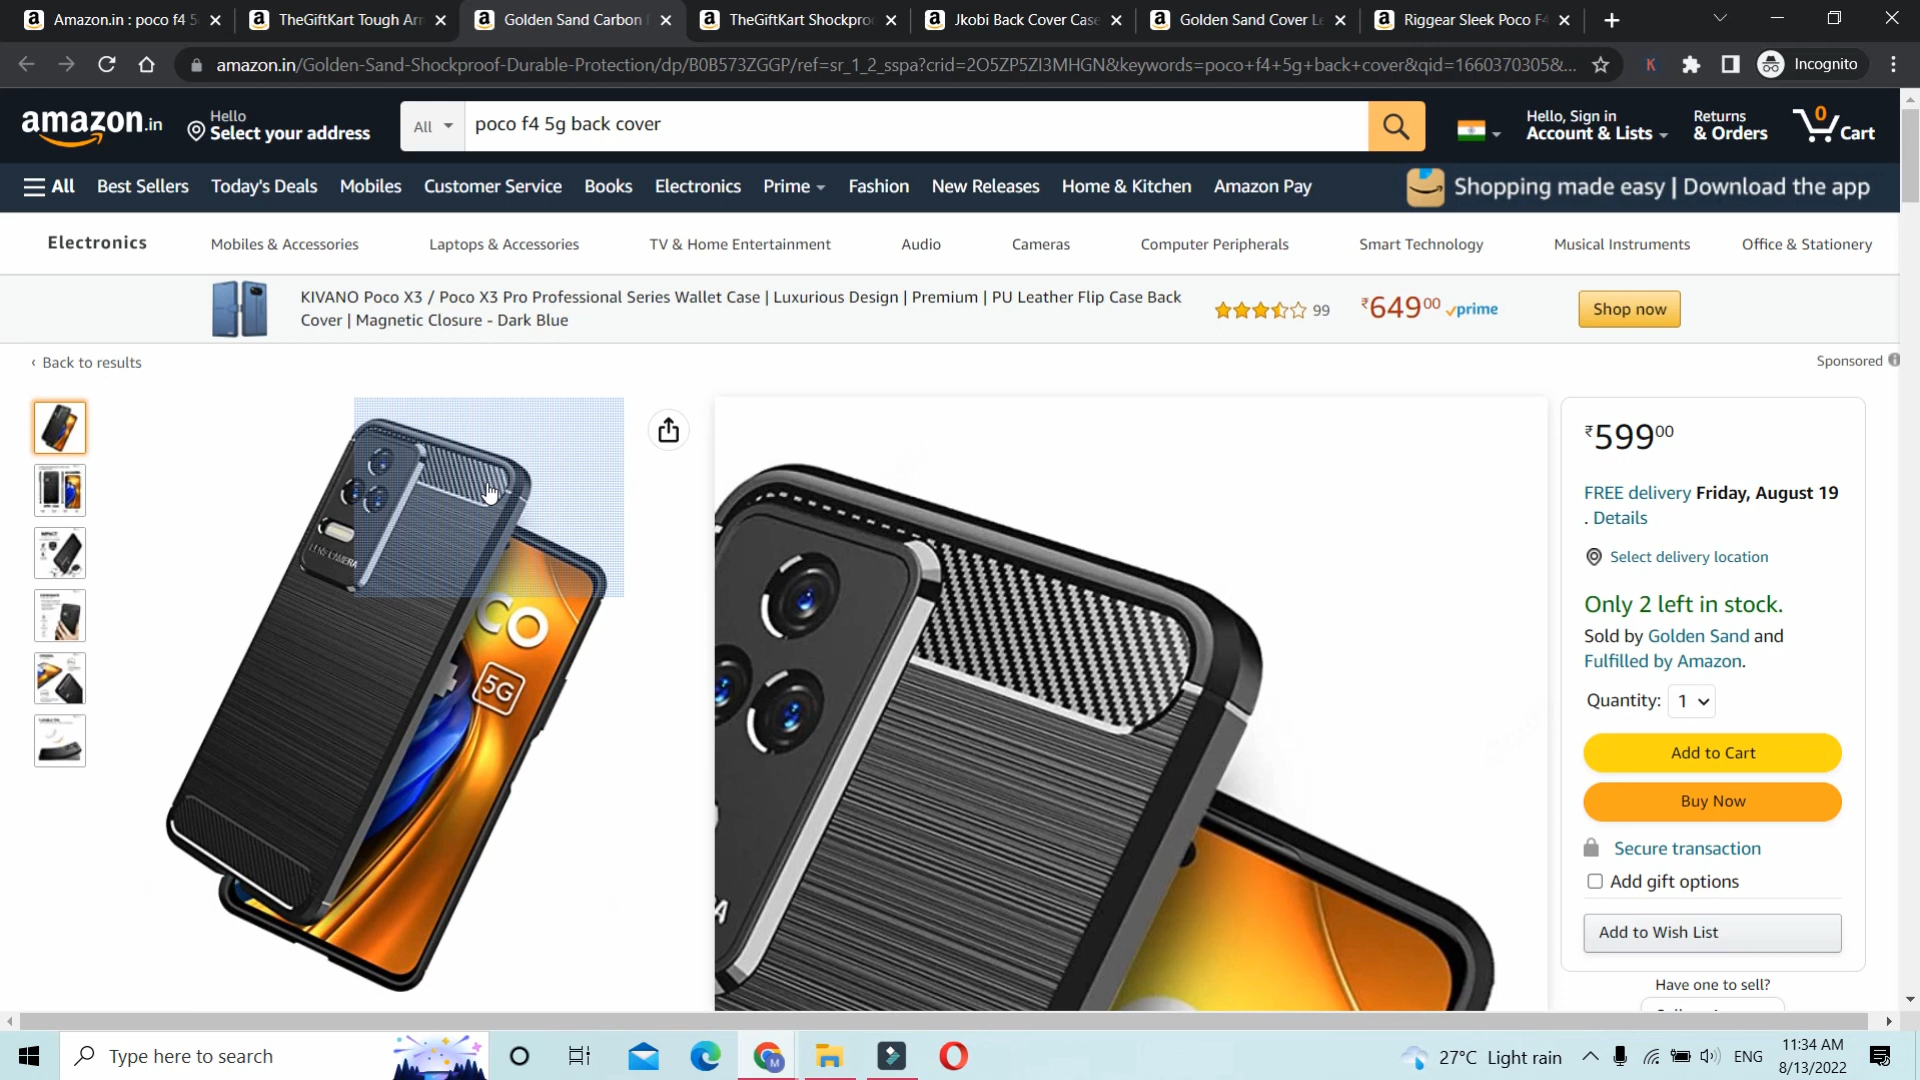 Amazon.in : poco f4 5
TheGiftKart Tough Ar
Golden Sand Carbon
TheGiftKart Shockpro
Jkobi Back Cover Case
Golden Sand Cover Le
Riggear Sleek Poco F4
amazon.in/Golden-Sand-Shockproof-Durable-Protection/dp/B0B573ZGGP/ref=sr_1_2_sspa?crid=2O5ZP5ZI3MHGN&keywords=poco+f4+5g+back+cover&qid=1660370305&...
K
Incognito
amazon.in
Hello
Select your address
All
poco f4 5g back cover
Hello, Sign in
Account & Lists
Returns
& Orders
0
Cart
All
Best Sellers
Today's Deals
Mobiles
Customer Service
Books
Electronics
Prime
Fashion
New Releases
Home & Kitchen
Amazon Pay
Shopping made easy | Download the app
Electronics
Mobiles & Accessories
Laptops & Accessories
TV & Home Entertainment
Audio
Cameras
Computer Peripherals
Smart Technology
Musical Instruments
Office & Stationery
KIVANO Poco X3 / Poco X3 Pro Professional Series Wallet Case | Luxurious Design | Premium | PU Leather Flip Case Back
Cover | Magnetic Closure - Dark Blue
99
₹64900
prime
Shop now
‹ Back to results
Sponsored
LENS CAMERA
CO
5G
A
₹59900
FREE delivery Friday, August 19
. Details
Select delivery location
Only 2 left in stock.
Sold by Golden Sand and
Fulfilled by Amazon.
Quantity: 1
Add to Cart
Buy Now
Secure transaction
Add gift options
Add to Wish List
Have one to sell?
Type here to search
M
27°C Light rain
ENG
11:34 AM
8/13/2022